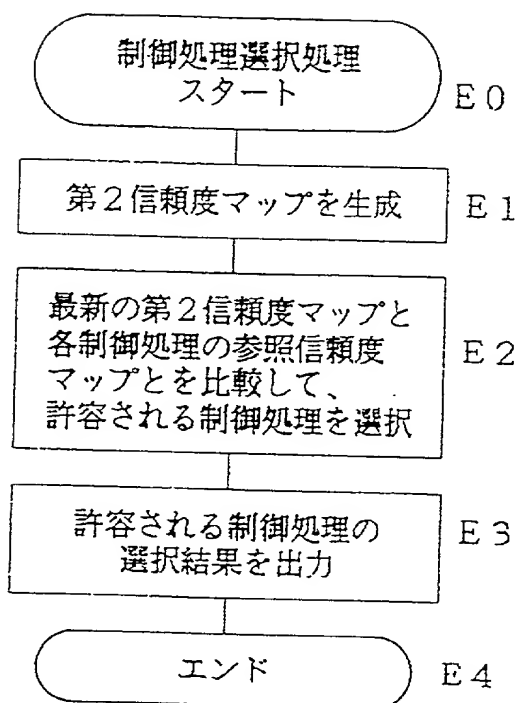 制御処理選択処理
スタート
E0
第2信頼度マップを生成
E1
最新の第2信頼度マップと
各制御処理の参照信頼度
マップとを比較して、
許容される制御処理を選択
E2
許容される制御処理の
選択結果を出力
E3
エンド
E4